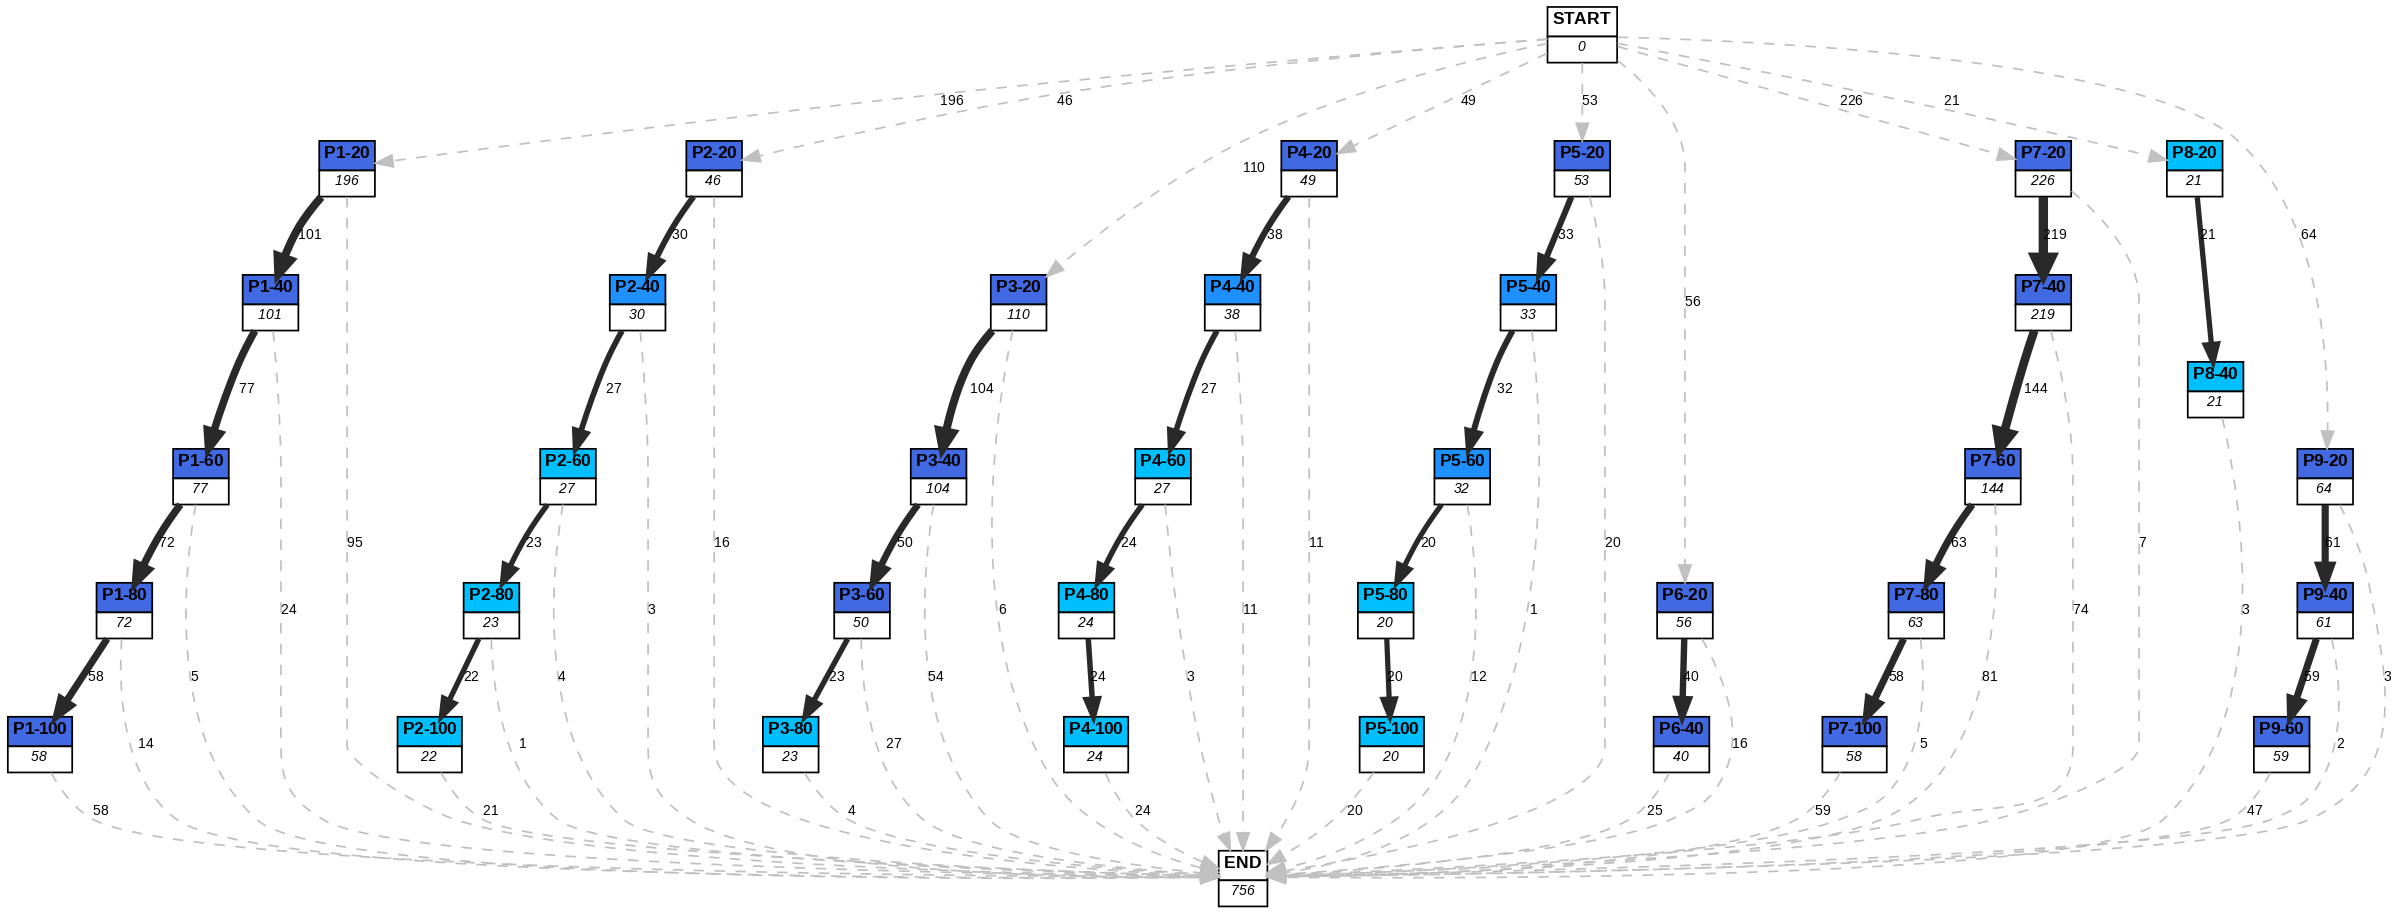 START
0
196
46
49
53
226
21
110
56
64
P1-20
196
P2-20
46
P4-20
49
P5-20
53
P7-20
226
P8-20
21
101
30
38
33
219
21
P1-40
101
P2-40
30
P3-20
110
P4-40
38
P5-40
33
P7-40
219
P8-40
21
77
27
104
27
32
144
P1-60
77
P2-60
27
P3-40
104
P4-60
27
P5-60
32
P7-60
144
P9-20
64
72
95
23
16
50
24
11
20
20
63
7
61
P1-80
72
24
P2-80
23
3
P3-60
50
6
P4-80
24
11
P5-80
20
1
P6-20
56
P7-80
63
74
3
P9-40
61
58
5
22
4
23
54
24
3
20
12
40
58
81
59
3
P1-100
58
14
P2-100
22
1
P3-80
23
27
P4-100
24
P5-100
20
P6-40
40
16
P7-100
58
5
P9-60
59
2
58
21
4
24
20
25
59
47
END
756